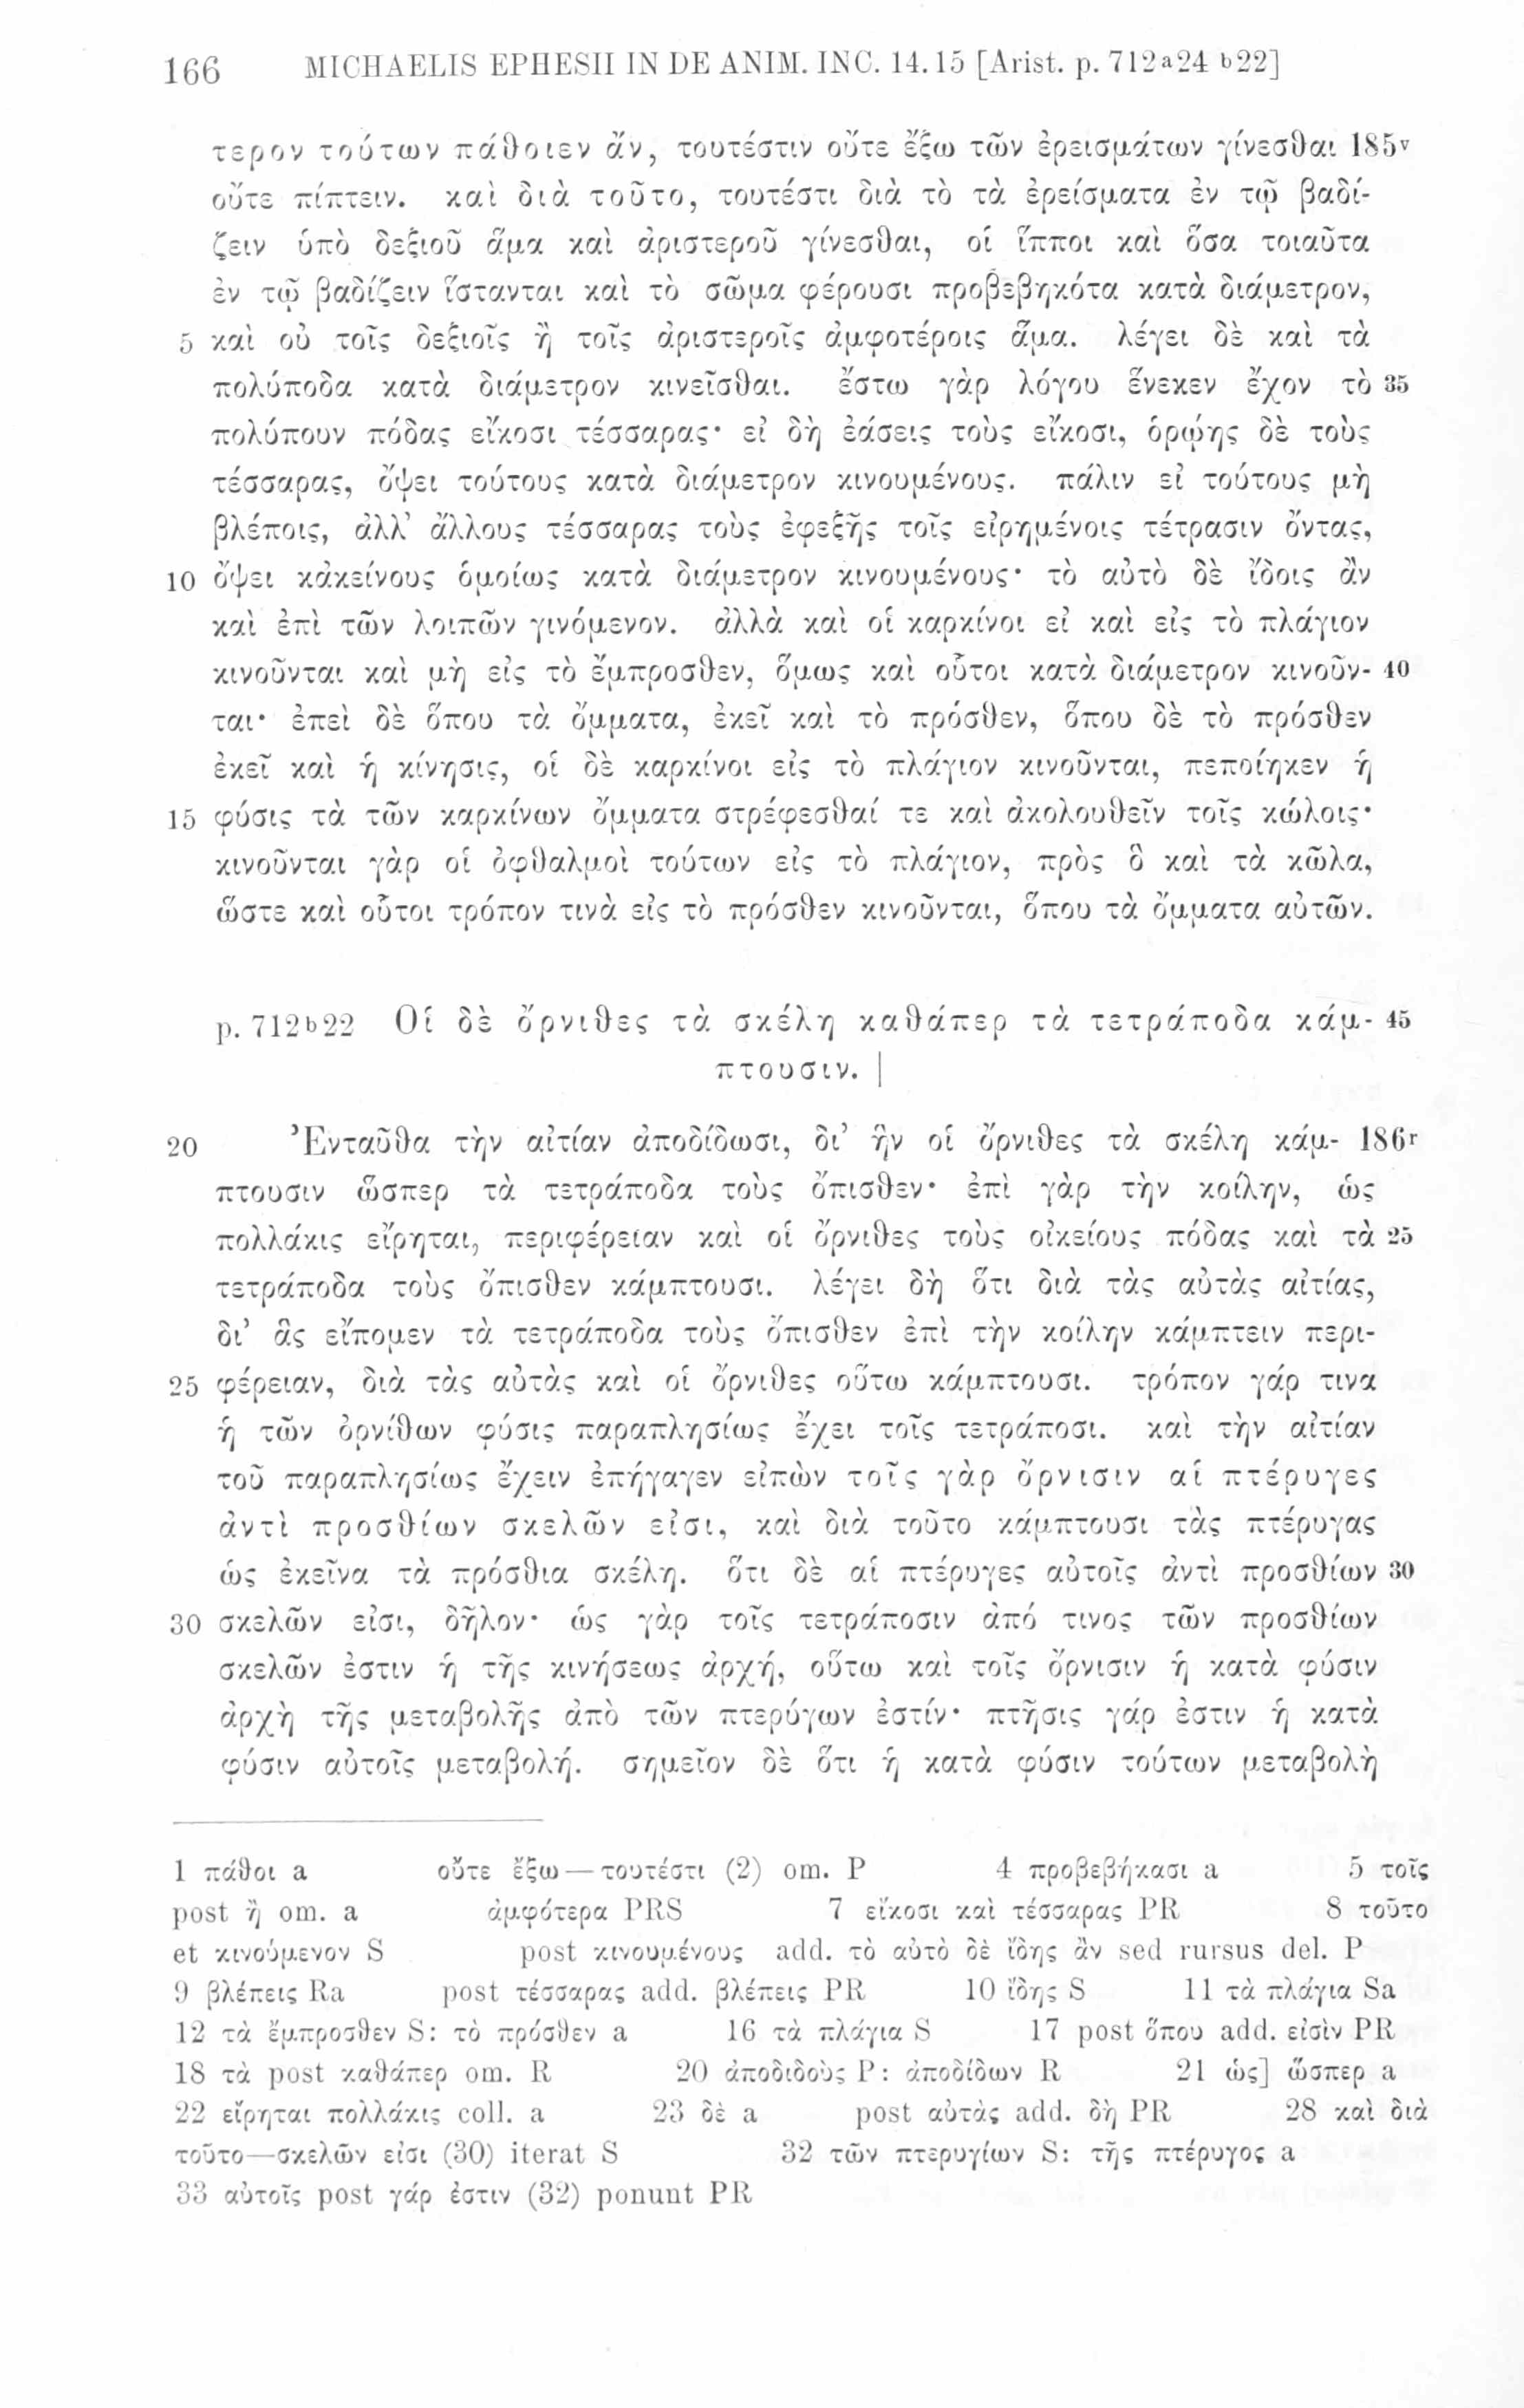 166 MICHAELIS EPHESII IN DE ANIM. INC. 14.15 [Arist. p. 712a24 b22]
τερον τούτων πάθοιεν ἄν, τουτέστιν οὔτε ἔξω τῶν ἐρεισμάτων γίνεσθαι 185v
οὔτε πίπτειν. καὶ διὰ τοῦτο, τουτέστι διὰ τὸ τὰ ἐρείσματα ἐν τῷ βαδί-
ζειν ὑπὸ δεξιοῦ ἅμα καὶ ἀριστεροῦ γίνεσθαι, οἱ ἵπποι καὶ ὅσα τοιαῦτα
ἐν τῷ βαδίζειν ἵστανται καὶ τὸ σῶμα φέρουσι προβεβηκότα κατὰ διάμετρον,
5 καὶ οὐ τοῖς δεξιοῖς ἢ τοῖς ἀριστεροῖς ἀμφοτέροις ἅμα. λέγει δὲ καὶ τὰ
πολύποδα κατὰ διάμετρον κινεῖσθαι. ἔστω γὰρ λόγου ἕνεκεν ἔχον τὸ 35
πολύπουν πόδας εἴκοσι τέσσαρας· εἰ δὴ ἐάσεις τοὺς εἴκοσι, ὁρῴης δὲ τοὺς
τέσσαρας, ὄψει τούτους κατὰ διάμετρον κινουμένους. πάλιν εἰ τούτους μὴ
βλέποις, ἀλλ’ ἄλλους τέσσαρας τοὺς ἐφεξῆς τοῖς εἰρημένοις τέτρασιν ὄντας,
10 ὄψει κἀκείνους ὁμοίως κατὰ διάμετρον κινουμένους· τὸ αὐτὸ δὲ ἴδοις ἂν
καὶ ἐπὶ τῶν λοιπῶν γινόμενον. ἀλλὰ καὶ οἱ καρκίνοι εἰ καὶ εἰς τὸ πλάγιον
κινοῦνται καὶ μὴ εἰς τὸ ἔμπροσθεν, ὅμως καὶ οὗτοι κατὰ διάμετρον κινοῦν- 40
ται· ἐπεὶ δὲ ὅπου τὰ ὄμματα, ἐκεῖ καὶ τὸ πρόσθεν, ὅπου δὲ τὸ πρόσθεν
ἐκεῖ καὶ ἡ κίνησις, οἱ δὲ καρκίνοι εἰς τὸ πλάγιον κινοῦνται, πεποίηκεν ἡ
15 φύσις τὰ τῶν καρκίνων ὄμματα στρέφεσθαί τε καὶ ἀκολουθεῖν τοῖς κώλοις·
κινοῦνται γὰρ οἱ ὀφθαλμοὶ τούτων εἰς τὸ πλάγιον, πρὸς ὃ καὶ τὰ κῶλα,
ὥστε καὶ οὗτοι τρόπον τινὰ εἰς τὸ πρόσθεν κινοῦνται, ὅπου τὰ ὄμματα αὐτῶν.
p. 712b22 Οἱ δὲ ὄρνιθες τὰ σκέλη καθάπερ τὰ τετράποδα κάμ- 45
πτουσιν. |
20 Ἐνταῦθα τὴν αἰτίαν ἀποδίδωσι, δι’ ἣν οἱ ὄρνιθες τὰ σκέλη κάμ- 186r
πτουσιν ὥσπερ τὰ τετράποδα τοὺς ὄπισθεν· ἐπὶ γὰρ τὴν κοίλην, ὡς
πολλάκις εἴρηται, περιφέρειαν καὶ οἱ ὄρνιθες τοὺς οἰκείους πόδας καὶ τὰ 25
τετράποδα τοὺς ὄπισθεν κάμπτουσι. λέγει δὴ ὅτι διὰ τὰς αὐτὰς αἰτίας,
δι’ ἃς εἴπομεν τὰ τετράποδα τοὺς ὄπισθεν ἐπὶ τὴν κοίλην κάμπτειν περι-
25 φέρειαν, διὰ τὰς αὐτὰς καὶ οἱ ὄρνιθες οὕτω κάμπτουσι. τρόπον γάρ τινα
ἡ τῶν ὀρνίθων φύσις παραπλησίως ἔχει τοῖς τετράποσι. καὶ τὴν αἰτίαν
τοῦ παραπλησίως ἔχειν ἐπήγαγεν εἰπὼν τοῖς γὰρ ὄρνισιν αἱ πτέρυγες
ἀντὶ προσθίων σκελῶν εἰσι, καὶ διὰ τοῦτο κάμπτουσι τὰς πτέρυγας
ὡς ἐκεῖνα τὰ πρόσθια σκέλη. ὅτι δὲ αἱ πτέρυγες αὐτοῖς ἀντὶ προσθίων 30
30 σκελῶν εἰσι, δῆλον· ὡς γὰρ τοῖς τετράποσιν ἀπό τινος τῶν προσθίων
σκελῶν ἐστιν ἡ τῆς κινήσεως ἀρχή, οὕτω καὶ τοῖς ὄρνισιν ἡ κατὰ φύσιν
ἀρχὴ τῆς μεταβολῆς ἀπὸ τῶν πτερύγων ἐστίν· πτῆσις γάρ ἐστιν ἡ κατὰ
φύσιν αὐτοῖς μεταβολή. σημεῖον δὲ ὅτι ἡ κατὰ φύσιν τούτων μεταβολὴ
1 πάθοι a οὔτε ἔξω — τουτέστι (2) om. P 4 προβεβήκασι a 5 τοῖς
post ἢ om. a ἀμφότερα PRS 7 εἴκοσι καὶ τέσσαρας PR 8 τοῦτο
et κινούμενον S post κινουμένους add. τὸ αὐτὸ δὲ ἴδης ἂν sed rursus del. P
9 βλέπεις Ra post τέσσαρας add. βλέπεις PR 10 ἴδης S 11 τὰ πλάγια Sa
12 τὰ ἔμπροσθεν S: τὸ πρόσθεν a 16 τὰ πλάγια S 17 post ὅπου add. εἰσὶν PR
18 τὰ post καθάπερ om. R 20 ἀποδιδοὺς P: ἀποδίδων R 21 ὡς] ὥσπερ a
22 εἴρηται πολλάκις coll. a 23 δὲ a post αὐτὰς add. δὴ PR 28 καὶ διὰ
τοῦτο — σκελῶν εἰσι (30) iterat S 32 τῶν πτερυγίων S: τῆς πτέρυγος a
33 αὐτοῖς post γάρ ἐστιν (32) ponunt PR